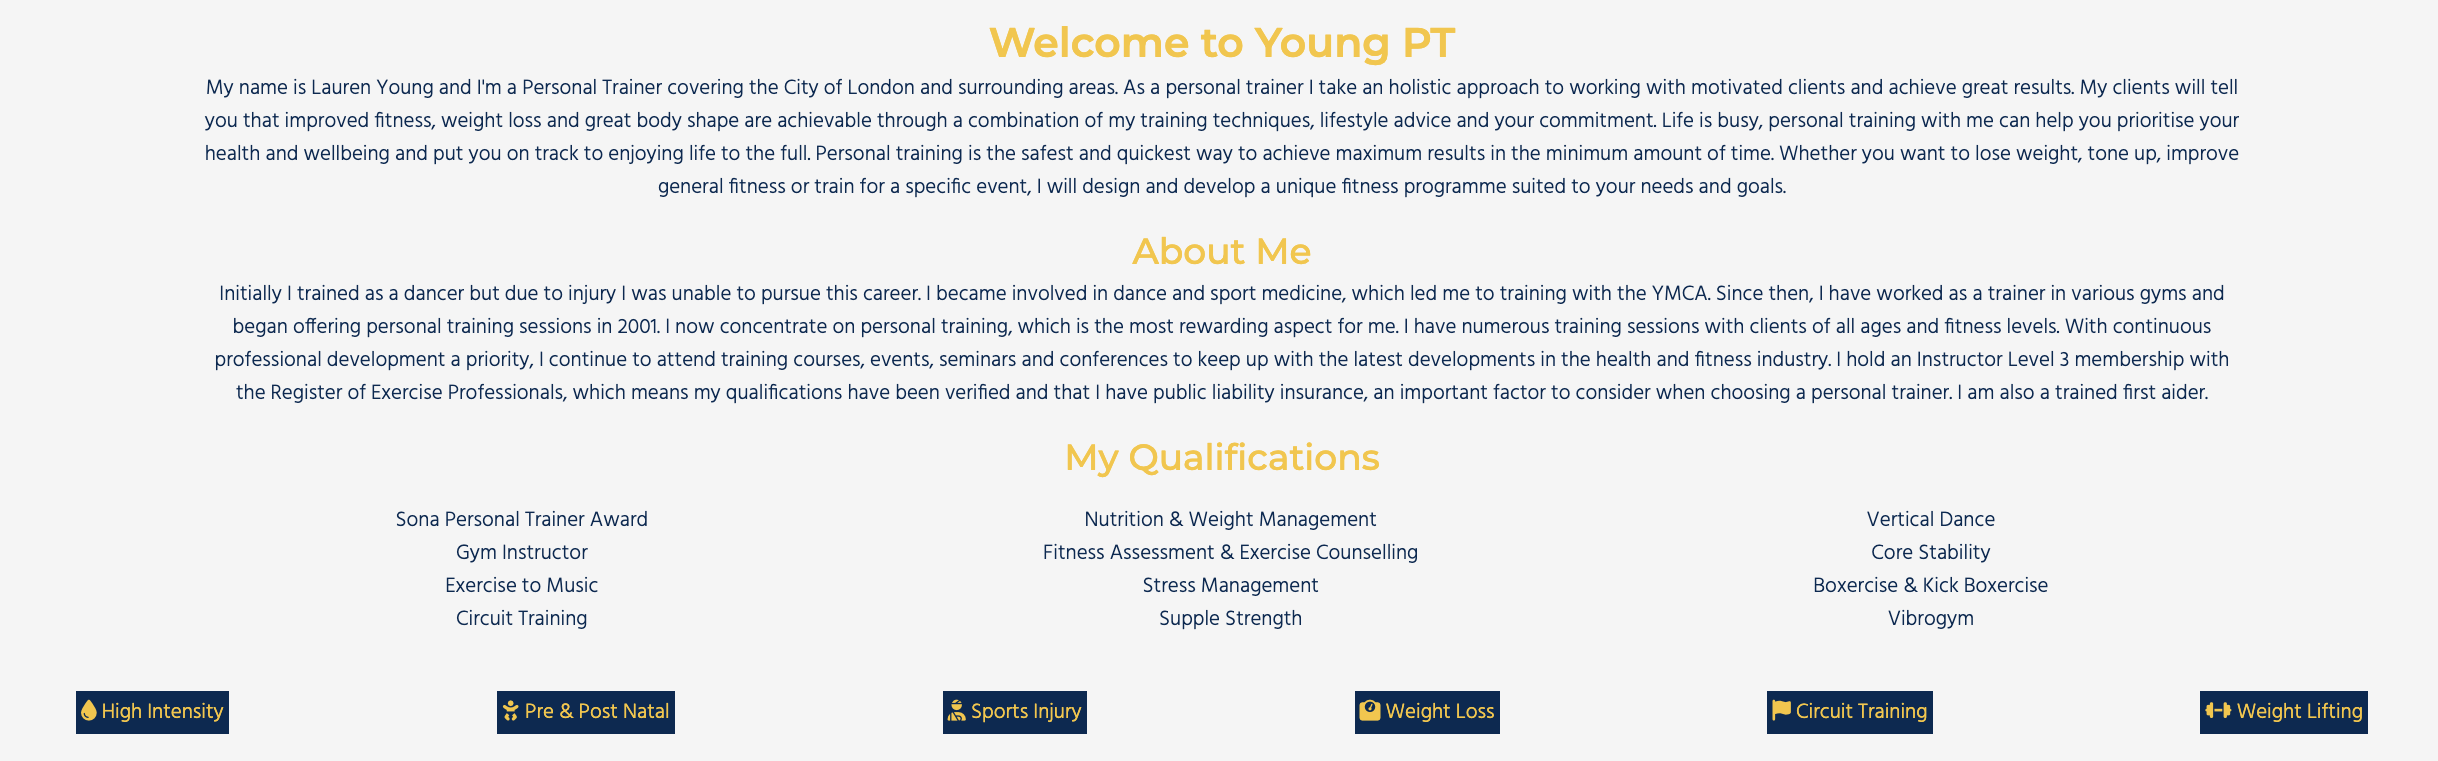 Welcome to Young PT
My name is Lauren Young and I'm a Personal Trainer covering the City of London and surrounding areas. As a personal trainer I take an holistic approach to working with motivated clients and achieve great results. My clients will tell
you that improved fitness, weight loss and great body shape are achievable through a combination of my training techniques, lifestyle advice and your commitment. Life is busy, personal training with me can help you prioritise your
health and wellbeing and put you on track to enjoying life to the full. Personal training is the safest and quickest way to achieve maximum results in the minimum amount of time. Whether you want to lose weight, tone up, improve
general fitness or train for a specific event, I will design and develop a unique fitness programme suited to your needs and goals.
About Me
Initially I trained as a dancer but due to injury I was unable to pursue this career. I became involved in dance and sport medicine, which led me to training with the YMCA. Since then, I have worked as a trainer in various gyms and
began offering personal training sessions in 2001. I now concentrate on personal training, which is the most rewarding aspect for me. I have numerous training sessions with clients of all ages and fitness levels. With continuous
professional development a priority, I continue to attend training courses, events, seminars and conferences to keep up with the latest developments in the health and fitness industry. I hold an Instructor Level 3 membership with
the Register of Exercise Professionals, which means my qualifications have been verified and that I have public liability insurance, an important factor to consider when choosing a personal trainer. I am also a trained first aider.
My Qualifications
Sona Personal Trainer Award
Gym Instructor
Exercise to Music
Circuit Training
Nutrition & Weight Management
Fitness Assessment & Exercise Counselling
Stress Management
Supple Strength
Vertical Dance
Core Stability
Boxercise & Kick Boxercise
Vibrogym
High Intensity
Pre & Post Natal
Sports Injury
Weight Loss
Circuit Training
Weight Lifting